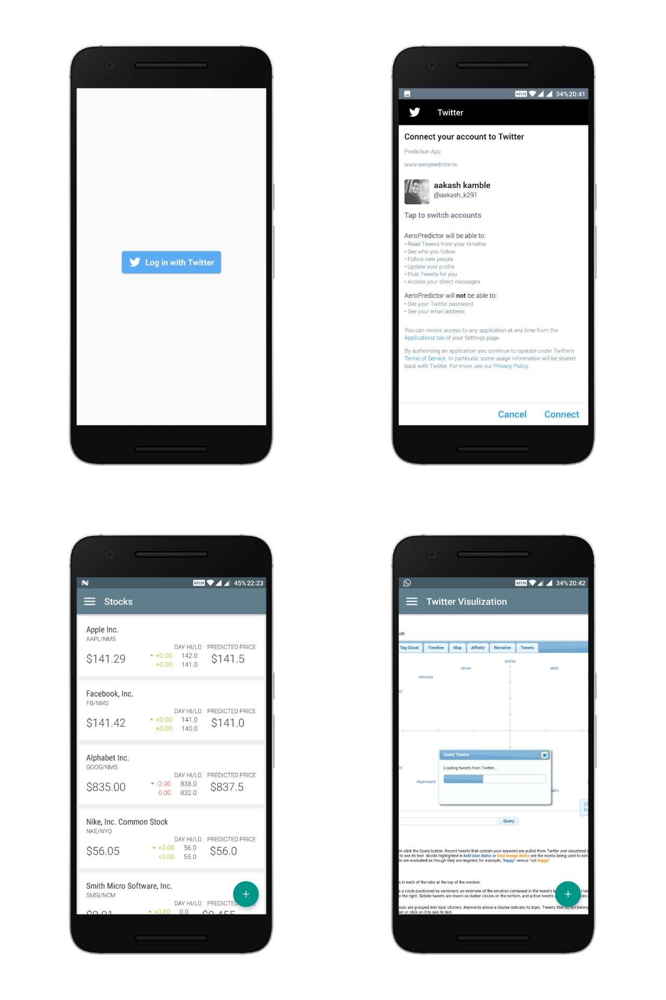 Log in with Twitter
VoLTE 34% 20:41
Twitter
Connect your account to Twitter
Prediction App
www.aeropredictor.in
aakash kamble
@aakash_k291
Tap to switch accounts
AeroPredictor will be able to:
• Read Tweets from your timeline
• See who you follow
• Follow new people
• Update your profile
• Post Tweets for you
• Access your direct messages
AeroPredictor will not be able to:
• See your Twitter password
• See your email address
You can revoke access to any application at any time from the
Applications tab of your Settings page.
By authorising an application you continue to operate under Twitter's
Terms of Service. In particular, some usage information will be shared
back with Twitter. For more, see our Privacy Policy.
Cancel Connect
VoLTE 45% 22:23
Stocks
Apple Inc.
AAPL/NMS
DAY HI/LO PREDICTED PRICE
$141.29 +0.00 142.0 $141.5
+0.00 141.0
Facebook, Inc.
FB/NMS
DAY HI/LO PREDICTED PRICE
$141.42 +0.00 141.0 $141.0
+0.00 140.0
Alphabet Inc.
GOOG/NMS
DAY HI/LO PREDICTED PRICE
$835.00 -2.00 838.0 $837.5
0.00 832.0
Nike, Inc. Common Stock
NKE/NYQ
DAY HI/LO PREDICTED PRICE
$56.05 +0.00 56.0 $56.0
+0.00 55.0
Smith Micro Software, Inc.
SMSI/NCM
DAY HI/LO PREDICTED
+0.00 0.0
VoLTE 34% 20:42
Twitter Visulization
on
Tag Cloud Timeline Map Affinity Narrative Tweets
active
tense alert
nervous
ed
Query Tweets
Loading tweets from Twitter...
depressed
Query
click the Query button. Recent tweets that contain your keyword are pulled from Twitter and visualized
to see its text. Words highlighted in bold blue italics or bold orange italics are the words being used to
are evaluated as though they are negated, for example, "happy" versus "not happy".
s in each of the tabs at the top of the window.
s a circle positioned by sentiment, an estimate of the emotion contained in the tweet's
n the right. Sedate tweets are drawn as darker circles on the bottom, and active tweets
opic are grouped into topic clusters. Keywords above a cluster indicate its topic. Tweets that do not belong
or click on it to see its text.